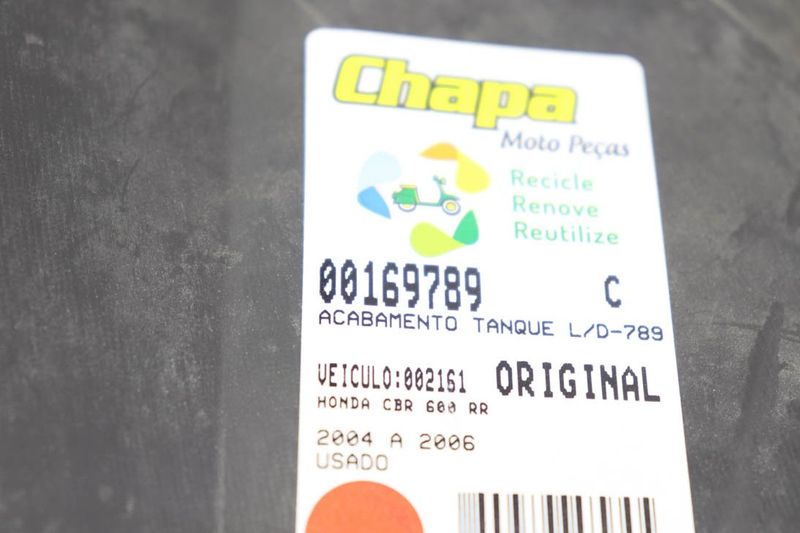 Chapa
Moto Peças
Recicle
Renove
Reutilize
00169789 C
ACABAMENTO TANQUE L/D-789
VEICULO:002161 ORIGINAL
HONDA CBR 600 RR
2004 A 2006
USADO